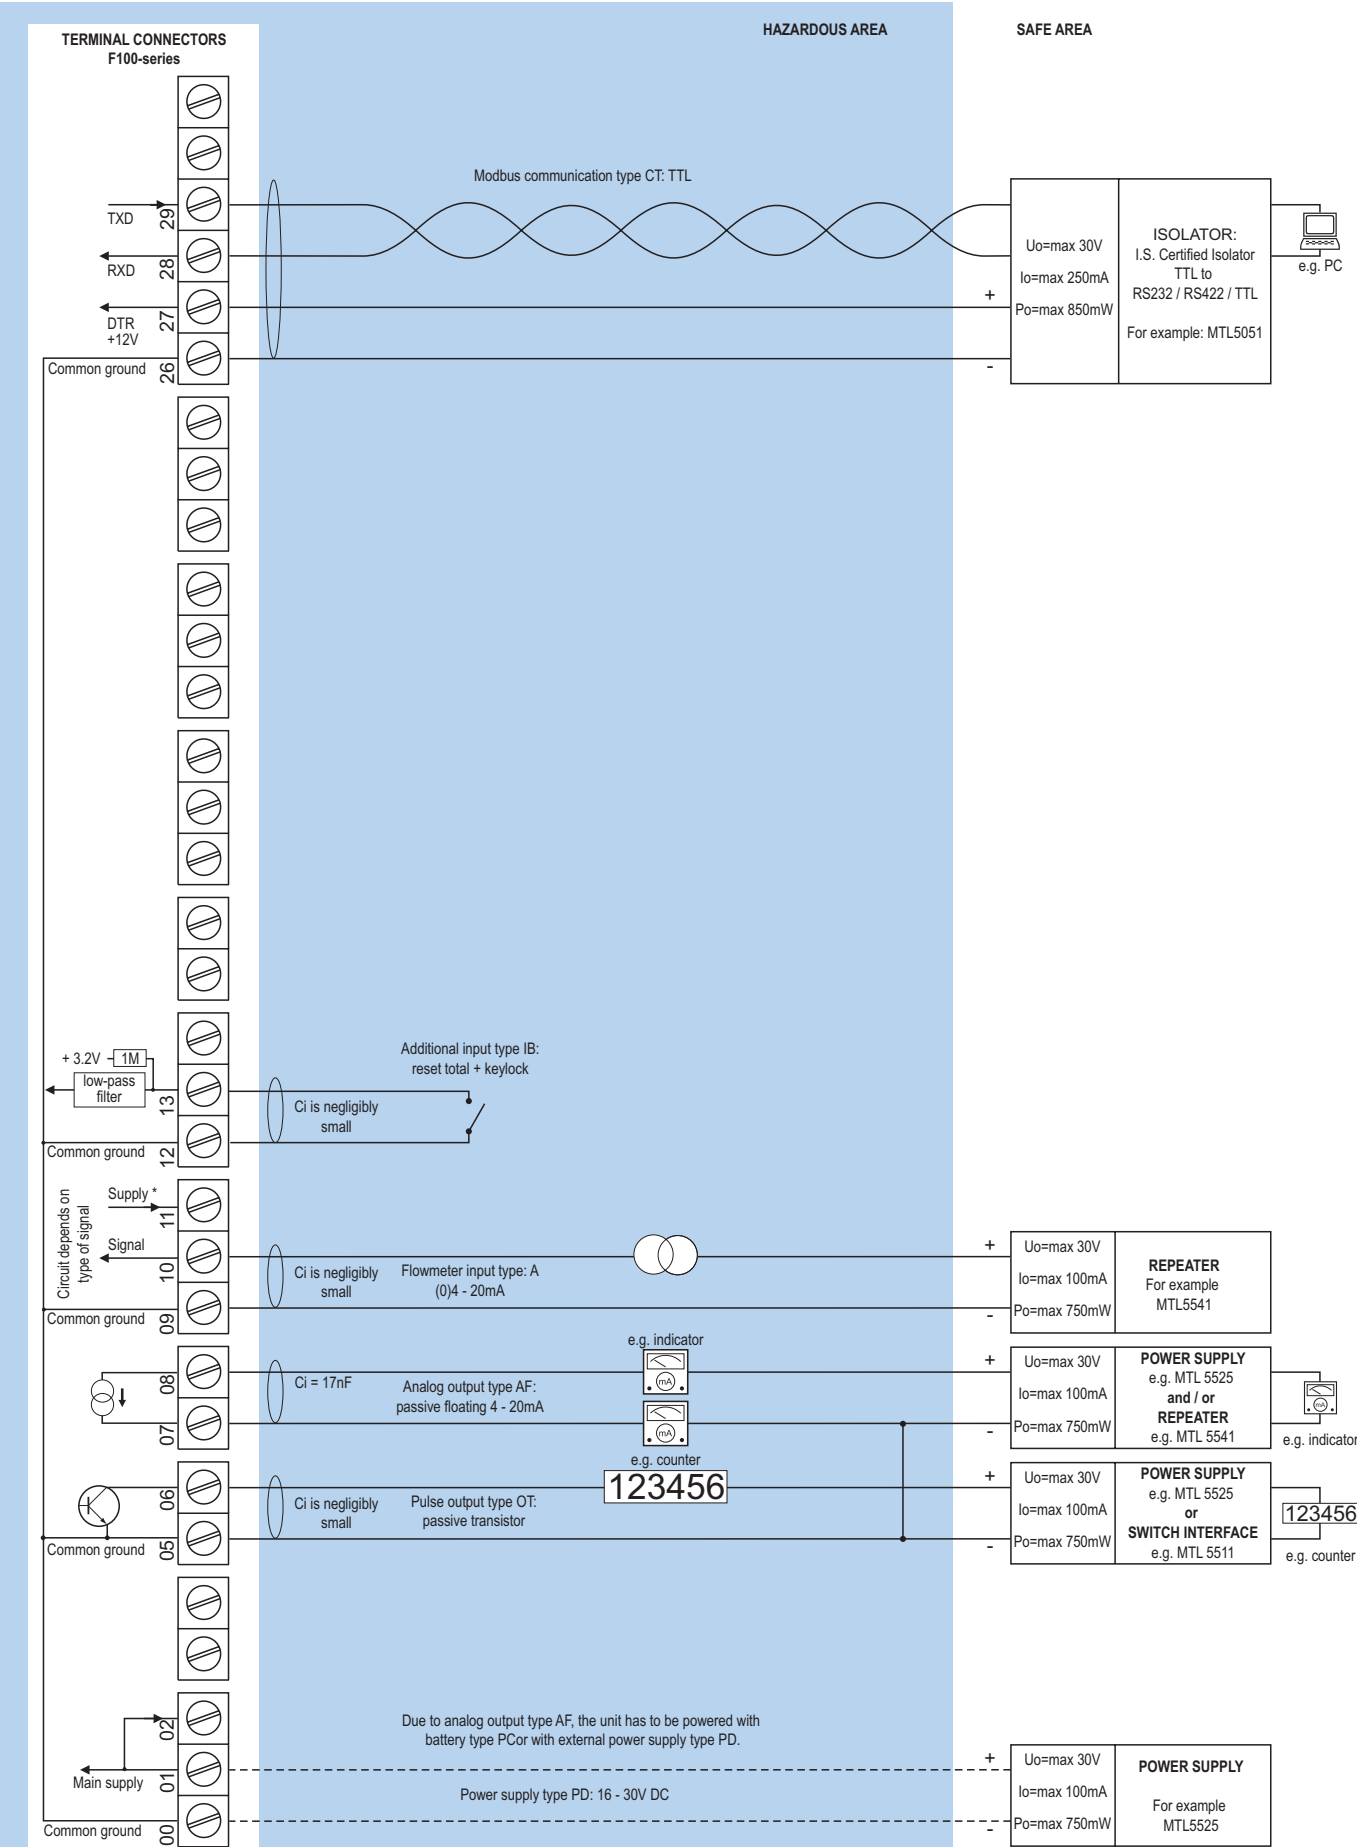 HAZARDOUS AREA
SAFE AREA
TERMINAL CONNECTORS
F100-series
Modbus communication type CT: TTL
TXD
29
RXD
28
DTR
+12V
27
Common ground
26
+
-
Uo=max 30V
Io=max 250mA
Po=max 850mW
ISOLATOR:
I.S. Certified Isolator
TTL to
RS232 / RS422 / TTL
For example: MTL5051
e.g. PC
Additional input type IB:
reset total + keylock
+ 3.2V
1M
low-pass
filter
13
Ci is negligibly
small
Common ground
12
Circuit depends on
type of signal
Supply *
11
Signal
10
Common ground
09
Ci is negligibly
small
Flowmeter input type: A
(0)4 - 20mA
+
-
Uo=max 30V
Io=max 100mA
Po=max 750mW
REPEATER
For example
MTL5541
e.g. indicator
mA
08
07
Ci = 17nF
Analog output type AF:
passive floating 4 - 20mA
mA
+
-
Uo=max 30V
Io=max 100mA
Po=max 750mW
POWER SUPPLY
e.g. MTL 5525
and / or
REPEATER
e.g. MTL 5541
mA
e.g. indicator
e.g. counter
123456
06
Common ground
05
Ci is negligibly
small
Pulse output type OT:
passive transistor
+
-
Uo=max 30V
Io=max 100mA
Po=max 750mW
POWER SUPPLY
e.g. MTL 5525
or
SWITCH INTERFACE
e.g. MTL 5511
123456
e.g. counter
02
Due to analog output type AF, the unit has to be powered with
battery type PCor with external power supply type PD.
Main supply
01
Power supply type PD: 16 - 30V DC
Common ground
00
+
-
Uo=max 30V
Io=max 100mA
Po=max 750mW
POWER SUPPLY
For example
MTL5525